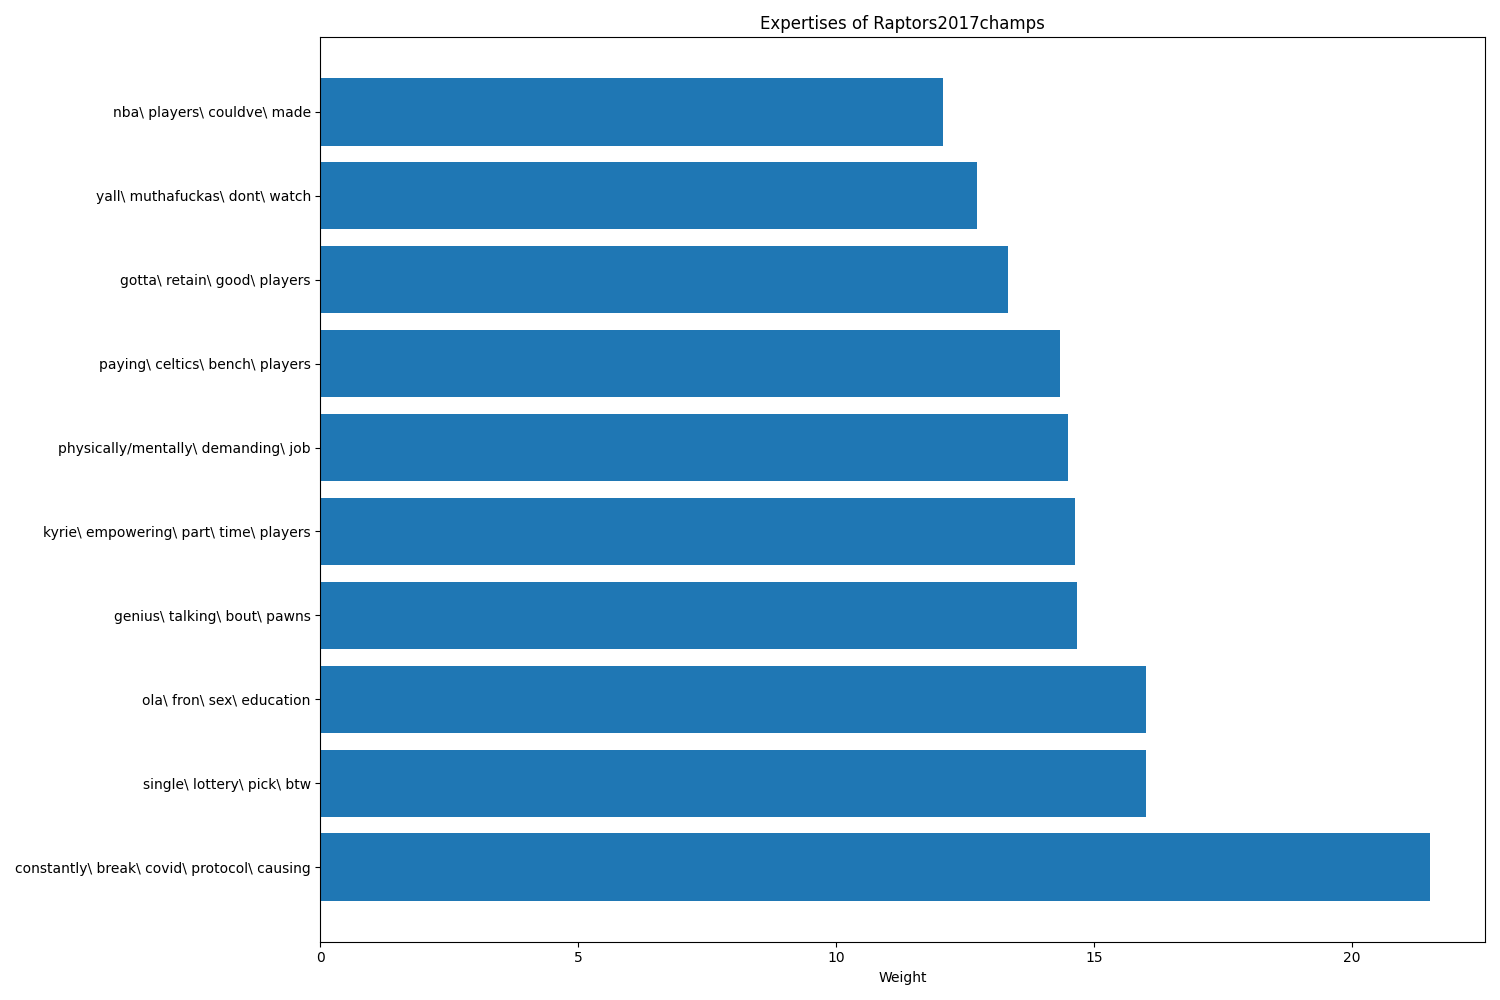 Expertises of Raptors2017champs
nba\ players\ couldve\ made
yall\ muthafuckas\ dont\ watch
gotta\ retain\ good\ players
paying\ celtics\ bench\ players
physically/mentally\ demanding\ job
kyrie\ empowering\ part\ time\ players
genius\ talking\ bout\ pawns
ola\ fron\ sex\ education
single\ lottery\ pick\ btw
constantly\ break\ covid\ protocol\ causing
0 5 10 15 20
Weight